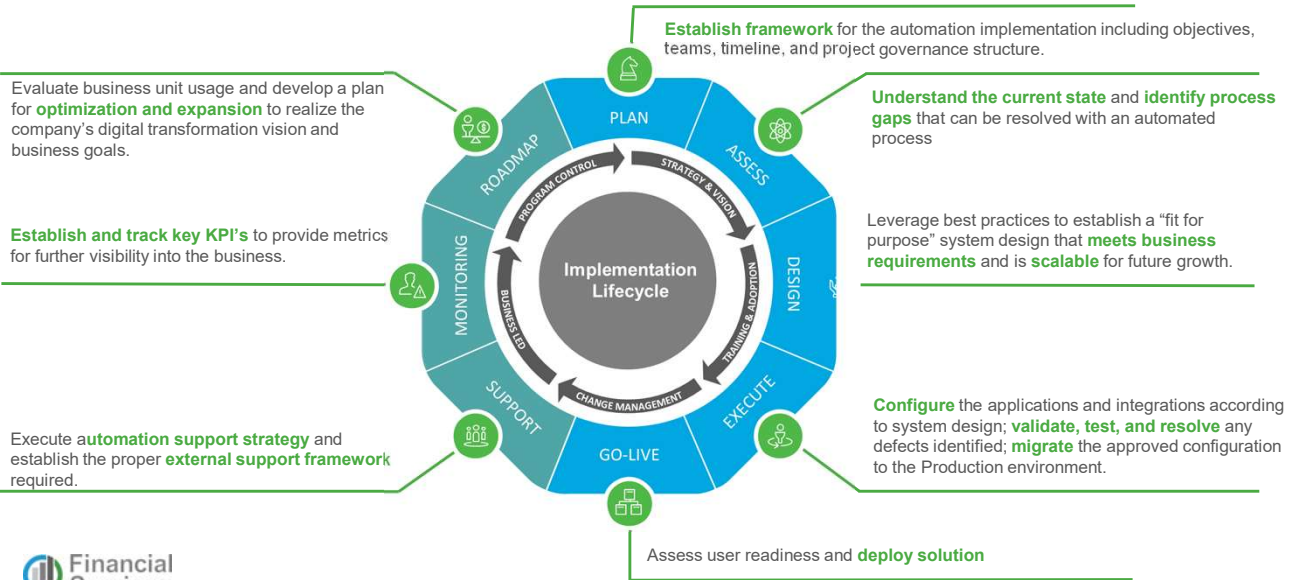 Establish framework for the automation implementation including objectives,
teams, timeline, and project governance structure.
Evaluate business unit usage and develop a plan
for optimization and expansion to realize the
company's digital transformation vision and
business goals.
Understand the current state and identify process
gaps that can be resolved with an automated
process
Establish and track key KPI's to provide metrics
for further visibility into the business.
Leverage best practices to establish a “fit for
purpose” system design that meets business
requirements and is scalable for future growth.
Execute automation support strategy and
establish the proper external support framework
required.
Configure the applications and integrations according
to system design; validate, test, and resolve any
defects identified; migrate the approved configuration
to the Production environment.
Assess user readiness and deploy solution
PLAN
ASSESS
DESIGN
EXECUTE
GO-LIVE
SUPPORT
MONITORING
ROADMAP
STRATEGY & VISION
TRAINING & ADOPTION
CHANGE MANAGEMENT
BUSINESS LED
PROGRAM CONTROL
Implementation
Lifecycle
Financial